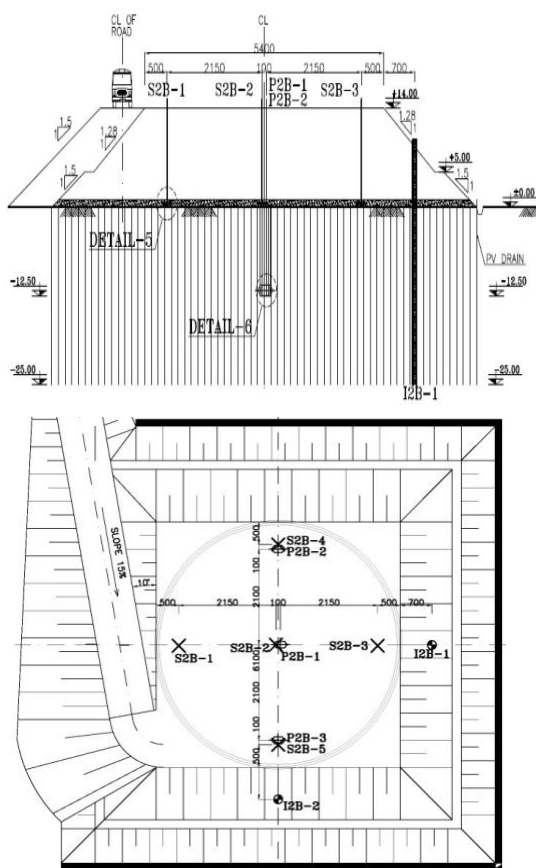 CL OF
ROAD
CL
5400
500
2150
100
2150
500
700
S2B-1
S2B-2
P2B-1
P2B-2
S2B-3
+14.00
1.5
1
1.28
1
1.28
1
1.5
1
+5.00
1.5
1
±0.00
DETAIL-5
PV DRAIN
-12.50
-12.50
DETAIL-6
-25.00
-25.00
I2B-1
SLOPE 15%
10'
500
S2B-4
P2B-2
100
2100
500
2150
100
2150
500
700
S2B-1
S2B-2
P2B-1
S2B-3
I2B-1
6100
2100
100
P2B-3
S2B-5
500
I2B-2